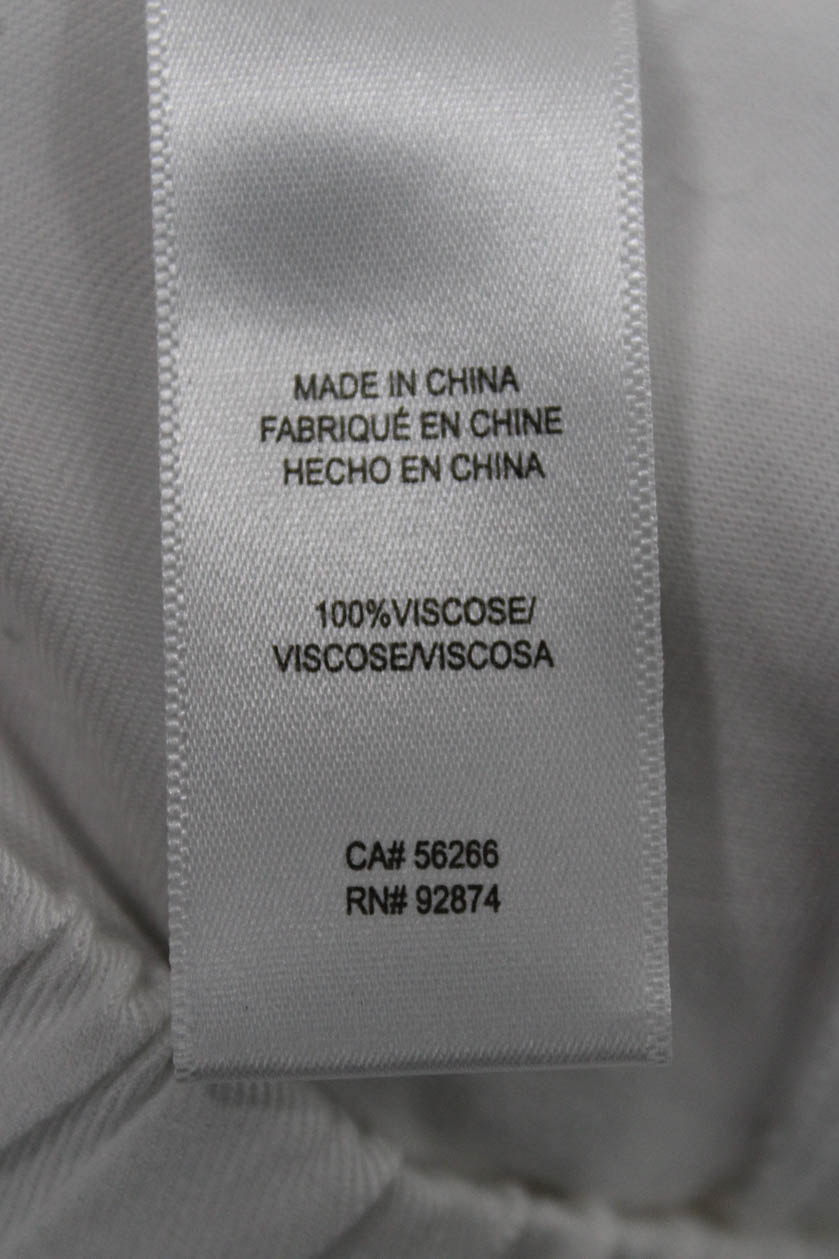 MADE IN CHINA
FABRIQUÉ EN CHINE
HECHO EN CHINA
100%VISCOSE/
VISCOSE/VISCOSA
CA# 56266
RN# 92874